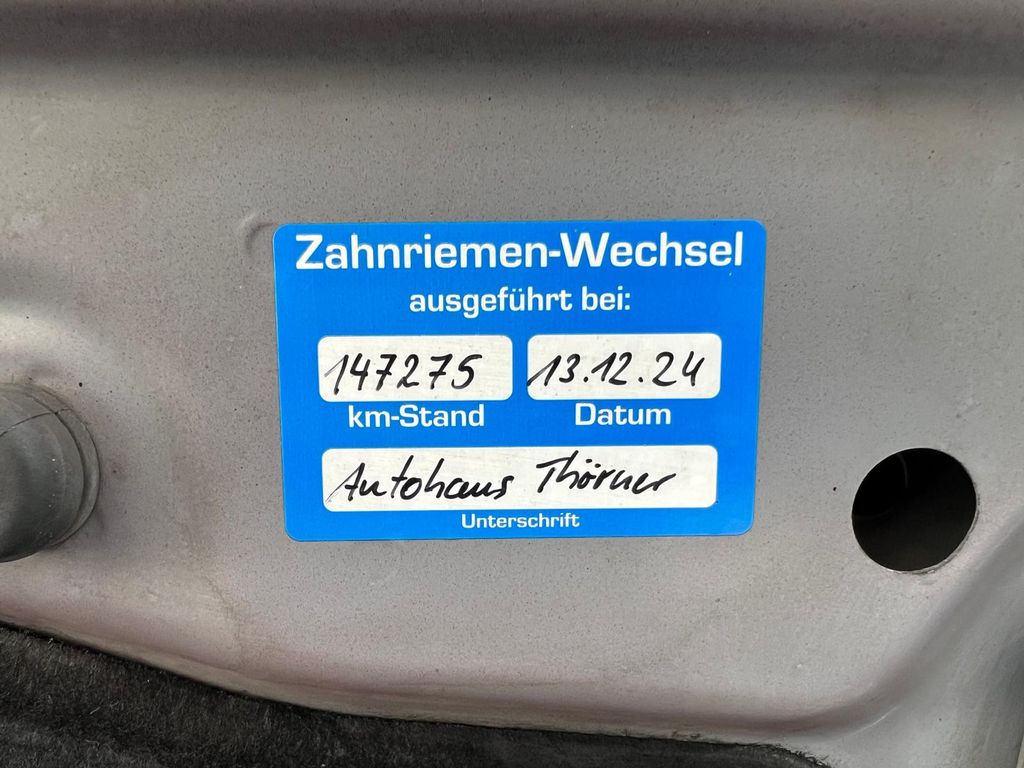 Zahnriemen-Wechsel
ausgeführt bei:
147275 13.12.24
km-Stand Datum
Autohaus Thörner
Unterschrift